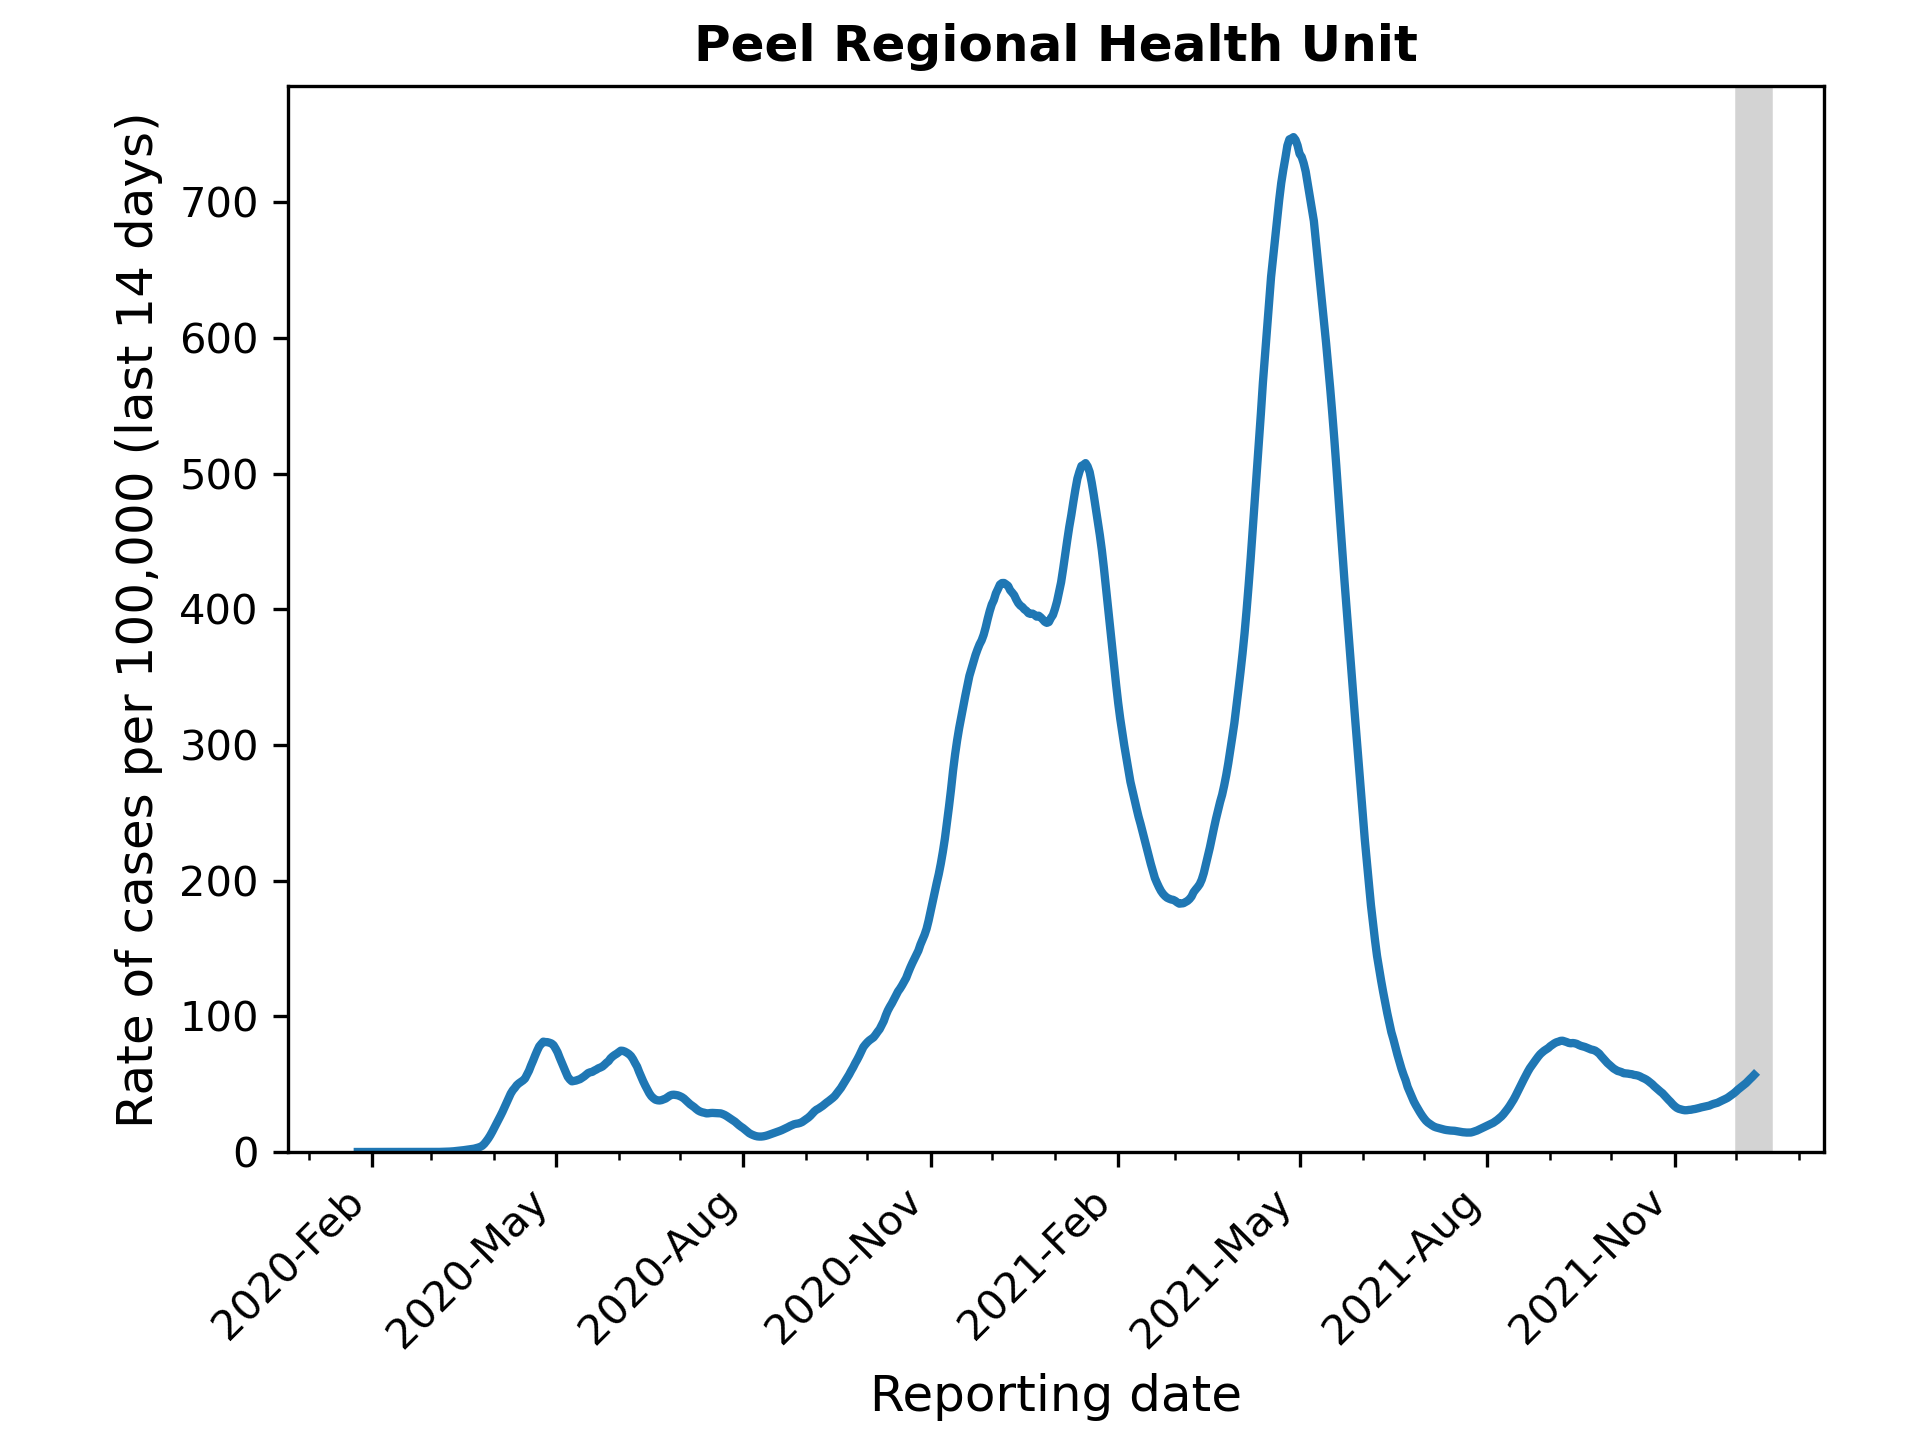 Peel Regional Health Unit
Rate of cases per 100,000 (last 14 days)
700
600
500
400
300
200
100
0
2020-Feb
2020-May
2020-Aug
2020-Nov
2021-Feb
2021-May
2021-Aug
2021-Nov
Reporting date